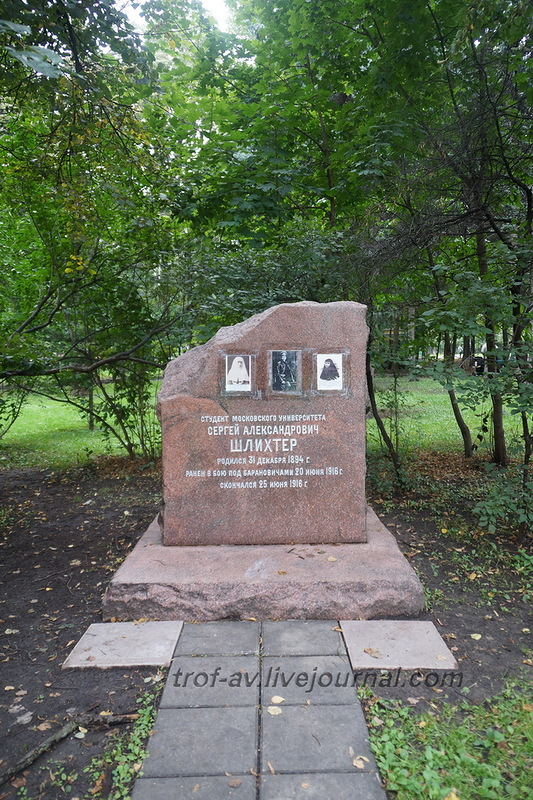 СТУДЕНТ МОСКОВСКОГО УНИВЕРСИТЕТА
СЕРГЕЙ АЛЕКСАНДРОВИЧ
ШЛИХТЕР
РОДИЛСЯ 31 ДЕКАБРЯ 1894 г.
РАНЕН В БОЮ ПОД БАРАНОВИЧАМИ 20 ИЮНЯ 1916 г.
СКОНЧАЛСЯ 25 ИЮНЯ 1916 г.
trof-av.livejournal.com